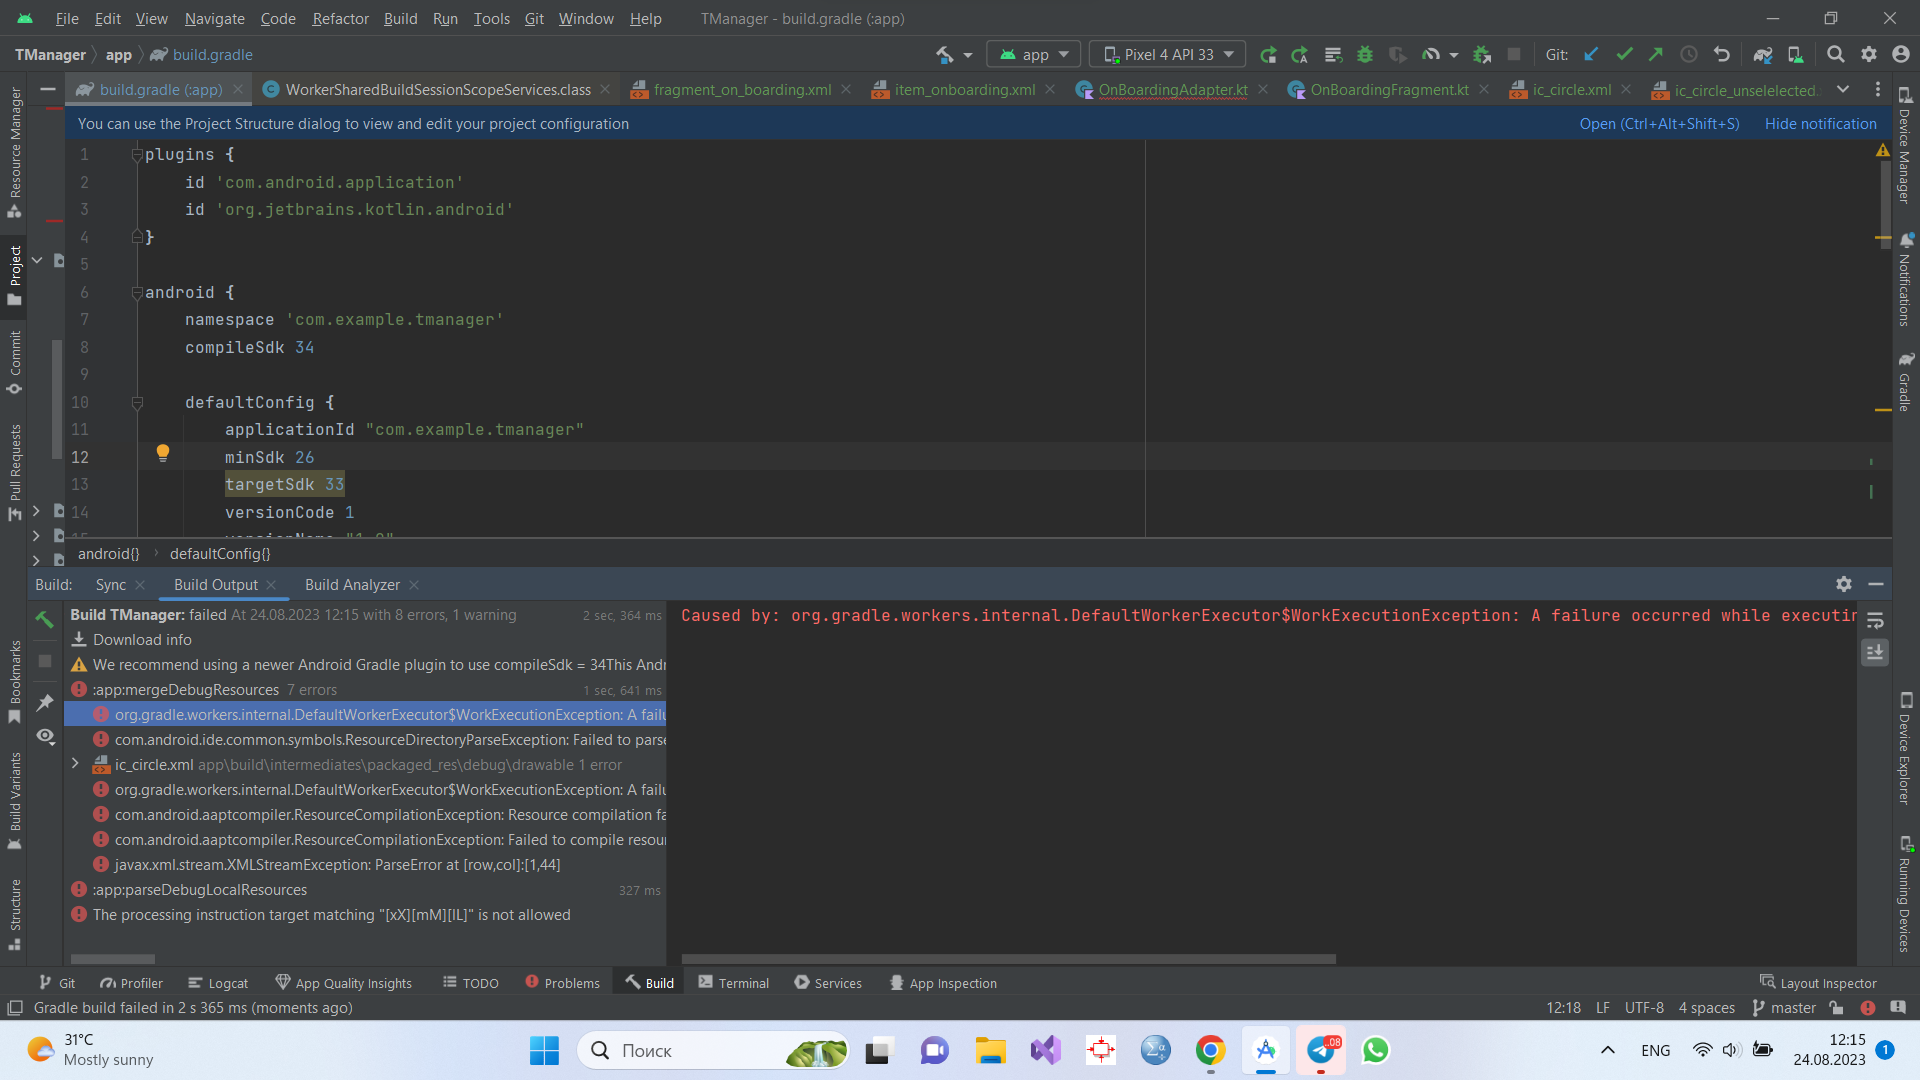 File Edit View Navigate Code Refactor Build Run Tools Git Window Help TManager - build.gradle (:app)
TManager app build.gradle app Pixel 4 API 33 Git:
build.gradle (:app) WorkerSharedBuildSessionScopeServices.class fragment_on_boarding.xml item_onboarding.xml OnBoardingAdapter.kt OnBoardingFragment.kt ic_circle.xml ic_circle_unselelected.
You can use the Project Structure dialog to view and edit your project configuration Open (Ctrl+Alt+Shift+S) Hide notification
1 plugins {
2 id 'com.android.application'
3 id 'org.jetbrains.kotlin.android'
4 }
5
6 android {
7 namespace 'com.example.tmanager'
8 compileSdk 34
9
10 defaultConfig {
11 applicationId "com.example.tmanager"
12 minSdk 26
13 targetSdk 33
14 versionCode 1
android{} defaultConfig{}
Build: Sync Build Output Build Analyzer
Build TManager: failed At 24.08.2023 12:15 with 8 errors, 1 warning 2 sec, 364 ms
Download info
We recommend using a newer Android Gradle plugin to use compileSdk = 34This Andr
:app:mergeDebugResources 7 errors 1 sec, 641 ms
org.gradle.workers.internal.DefaultWorkerExecutor$WorkExecutionException: A failu
com.android.ide.common.symbols.ResourceDirectoryParseException: Failed to parse
ic_circle.xml app\build\intermediates\packaged_res\debug\drawable 1 error
org.gradle.workers.internal.DefaultWorkerExecutor$WorkExecutionException: A failu
com.android.aaptcompiler.ResourceCompilationException: Resource compilation fa
com.android.aaptcompiler.ResourceCompilationException: Failed to compile resour
javax.xml.stream.XMLStreamException: ParseError at [row,col]:[1,44]
:app:parseDebugLocalResources 327 ms
The processing instruction target matching "[xX][mM][lL]" is not allowed
Caused by: org.gradle.workers.internal.DefaultWorkerExecutor$WorkExecutionException: A failure occurred while executin
Resource Manager
Project
Commit
Pull Requests
Bookmarks
Build Variants
Structure
Device Manager
Notifications
Gradle
Device Explorer
Running Devices
Git Profiler Logcat App Quality Insights TODO Problems Build Terminal Services App Inspection Layout Inspector
Gradle build failed in 2 s 365 ms (moments ago) 12:18 LF UTF-8 4 spaces master
31°C
Mostly sunny
Поиск
.08
ENG
12:15
24.08.2023
1